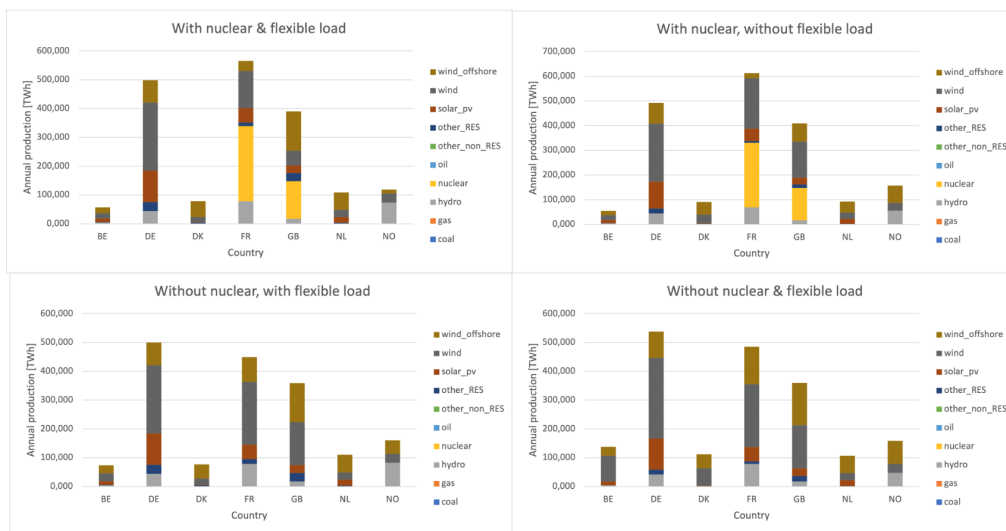 With nuclear & flexible load
Annual production [TWh]
600,000
500,000
400,000
300,000
200,000
100,000
0,000
BE DE DK FR GB NL NO
Country
wind_offshore
wind
solar_pv
other_RES
other_non_RES
oil
nuclear
hydro
gas
coal
With nuclear, without flexible load
Annual production [TWh]
700,000
600,000
500,000
400,000
300,000
200,000
100,000
0,000
BE DE DK FR GB NL NO
Country
wind_offshore
wind
solar_pv
other_RES
other_non_RES
oil
nuclear
hydro
gas
coal
Without nuclear, with flexible load
Annual production [TWh]
600,000
500,000
400,000
300,000
200,000
100,000
0,000
BE DE DK FR GB NL NO
Country
wind_offshore
wind
solar_pv
other_RES
other_non_RES
oil
nuclear
hydro
gas
coal
Without nuclear & flexible load
Annual production [TWh]
600,000
500,000
400,000
300,000
200,000
100,000
0,000
BE DE DK FR GB NL NO
Country
wind_offshore
wind
solar_pv
other_RES
other_non_RES
oil
nuclear
hydro
gas
coal